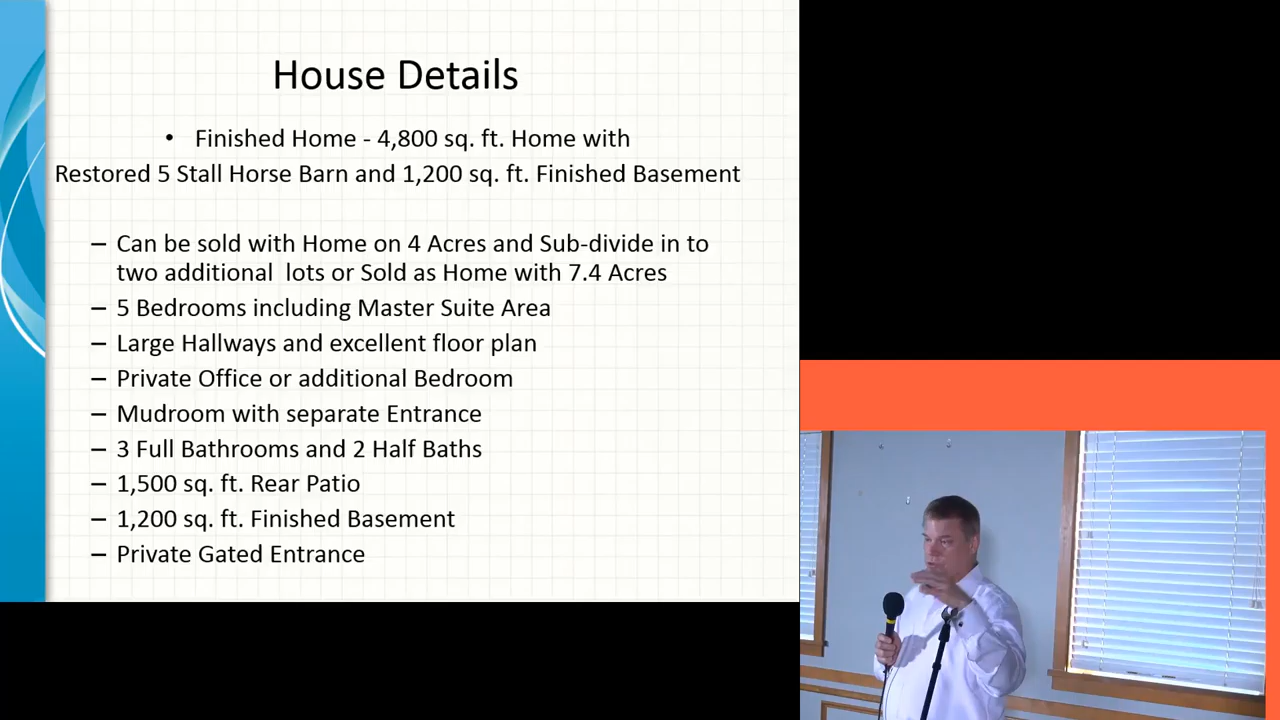 House Details
• Finished Home - 4,800 sq. ft. Home with
Restored 5 Stall Horse Barn and 1,200 sq. ft. Finished Basement
– Can be sold with Home on 4 Acres and Sub-divide in to
two additional lots or Sold as Home with 7.4 Acres
– 5 Bedrooms including Master Suite Area
– Large Hallways and excellent floor plan
– Private Office or additional Bedroom
– Mudroom with separate Entrance
– 3 Full Bathrooms and 2 Half Baths
– 1,500 sq. ft. Rear Patio
– 1,200 sq. ft. Finished Basement
– Private Gated Entrance